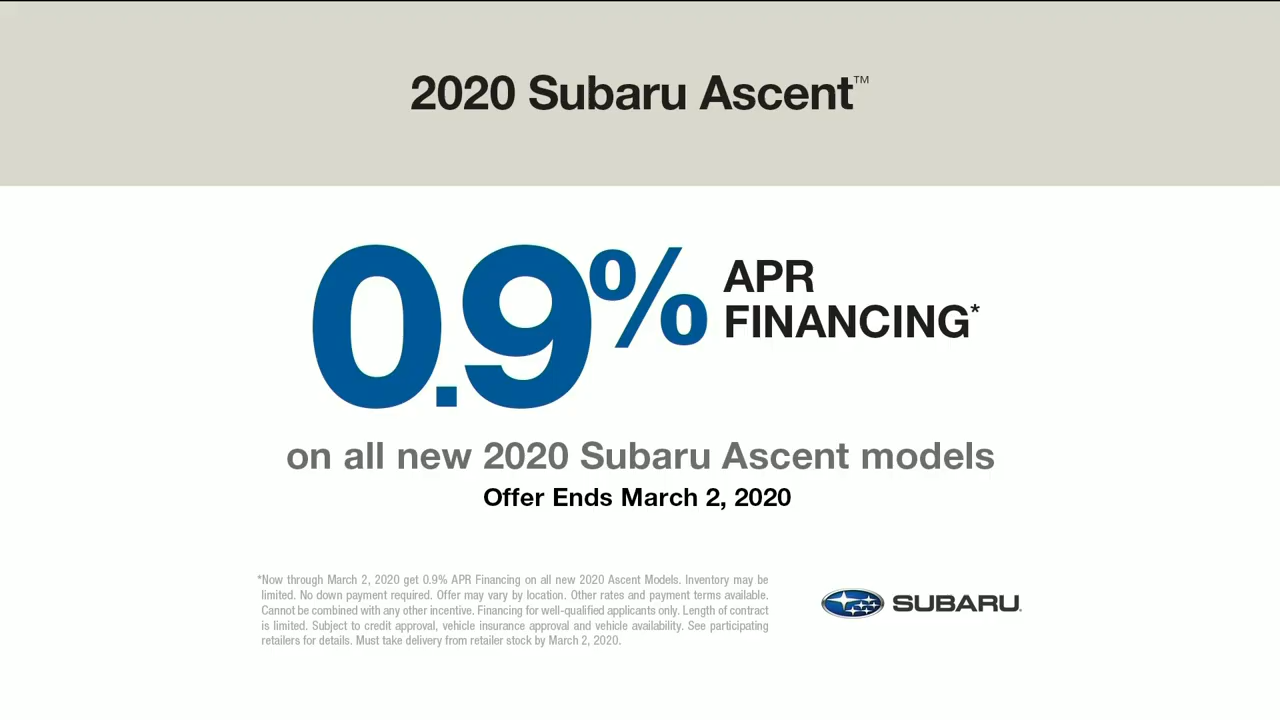 2020 Subaru Ascent™
0.9% APR
FINANCING*
on all new 2020 Subaru Ascent models
Offer Ends March 2, 2020
*Now through March 2, 2020 get 0.9% APR Financing on all new 2020 Ascent Models. Inventory may be
limited. No down payment required. Offer may vary by location. Other rates and payment terms available.
Cannot be combined with any other incentive. Financing for well-qualified applicants only. Length of contract
is limited. Subject to credit approval, vehicle insurance approval and vehicle availability. See participating
retailers for details. Must take delivery from retailer stock by March 2, 2020.
SUBARU